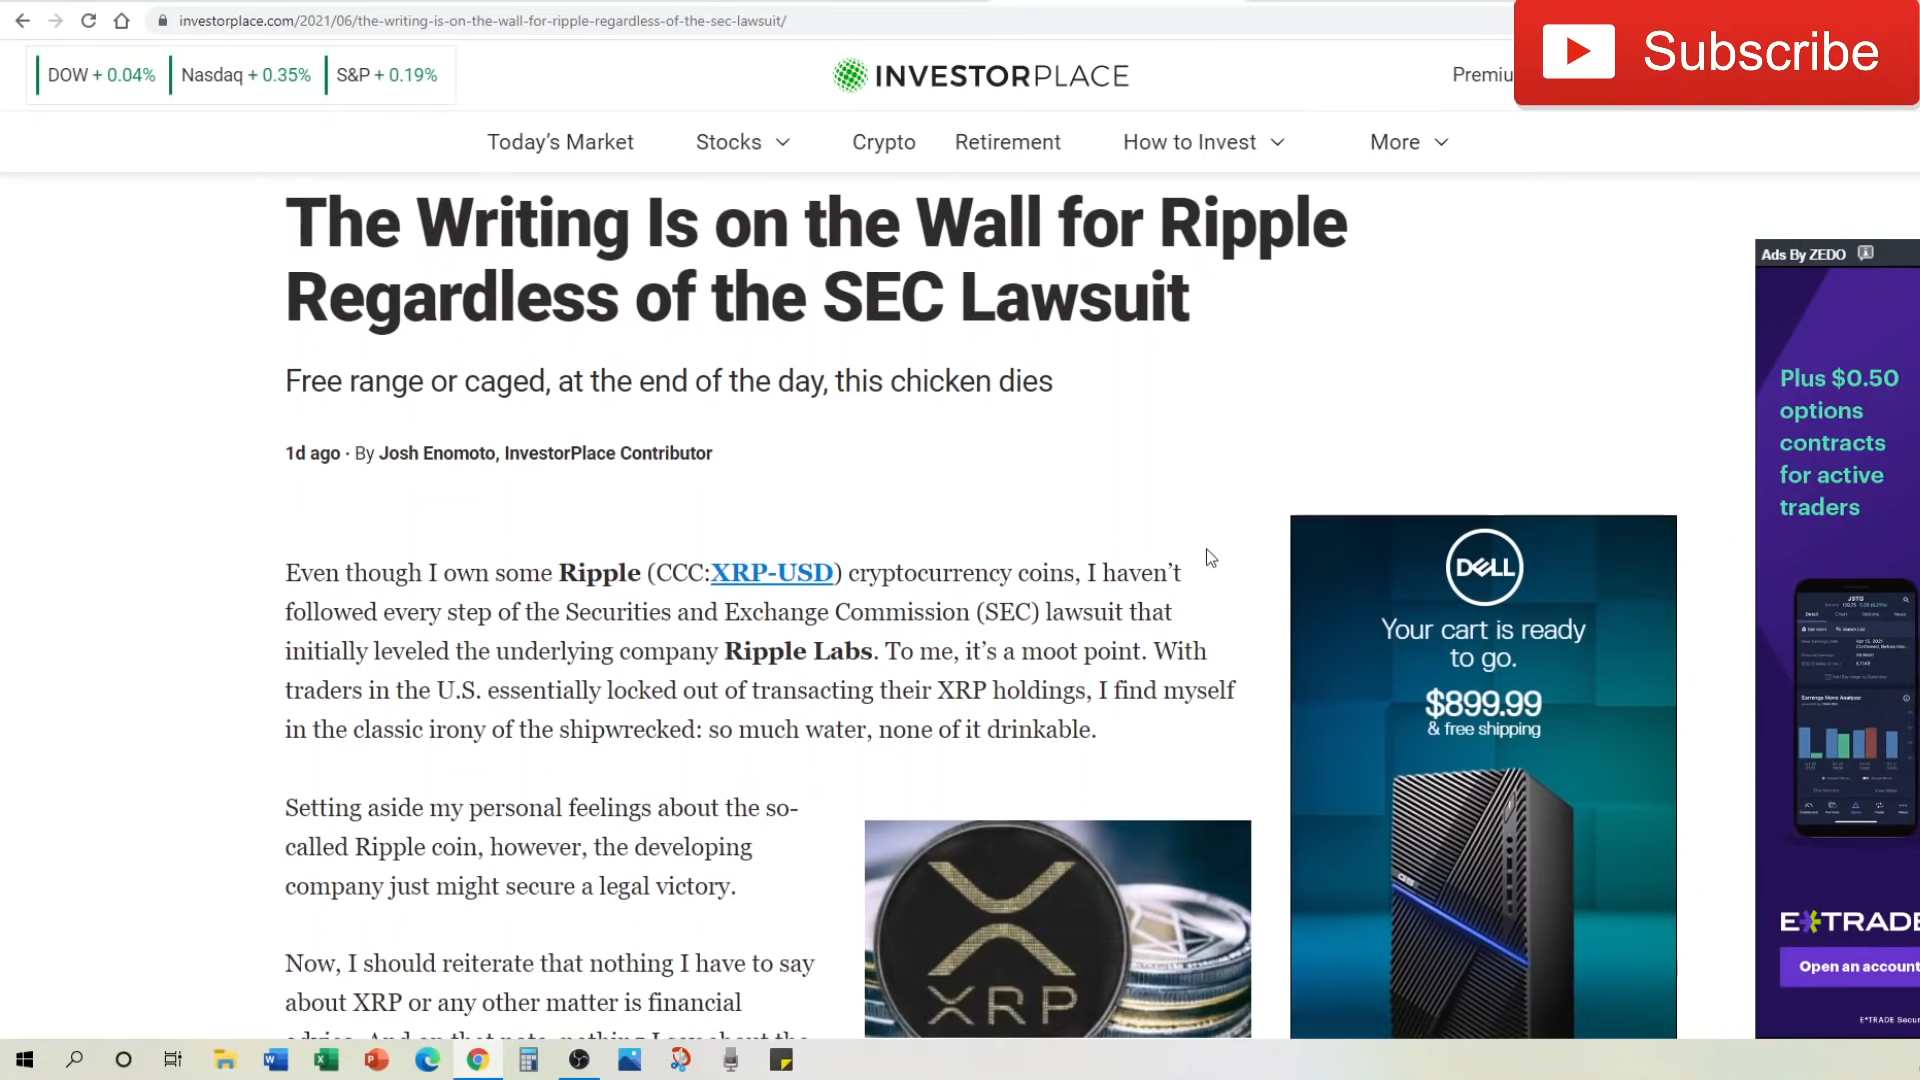 investorplace.com/2021/06/the-writing-is-on-the-wall-for-ripple-regardless-of-the-sec-lawsuit/
Subscribe
DOW + 0.04% Nasdaq + 0.35% S&P + 0.19%
INVESTORPLACE
Premiu
Today's Market Stocks Crypto Retirement How to Invest More
The Writing Is on the Wall for Ripple
Regardless of the SEC Lawsuit
Free range or caged, at the end of the day, this chicken dies
1d ago · By Josh Enomoto, InvestorPlace Contributor
Even though I own some Ripple (CCC:XRP-USD) cryptocurrency coins, I haven't
followed every step of the Securities and Exchange Commission (SEC) lawsuit that
initially leveled the underlying company Ripple Labs. To me, it's a moot point. With
traders in the U.S. essentially locked out of transacting their XRP holdings, I find myself
in the classic irony of the shipwrecked: so much water, none of it drinkable.
Setting aside my personal feelings about the so-
called Ripple coin, however, the developing
company just might secure a legal victory.
Now, I should reiterate that nothing I have to say
about XRP or any other matter is financial
XRP
DELL
Your cart is ready
to go.
$899.99
& free shipping
G5
Ads By ZEDO
Plus $0.50
options
contracts
for active
traders
E*TRADE
Open an account
E*TRADE Secur